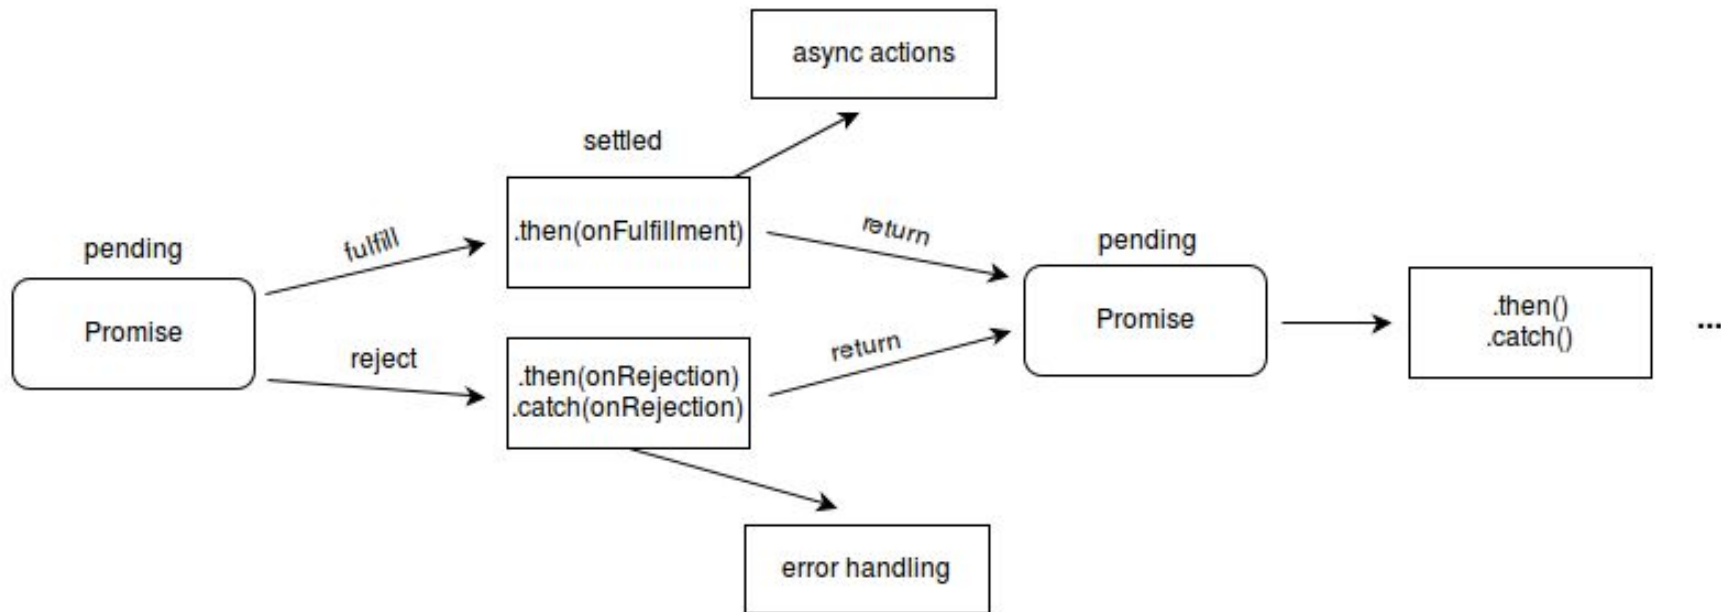 async actions
settled
.then(onFulfillment)
fulfill
return
pending
Promise
pending
Promise
.then()
.catch()
...
reject
.then(onRejection)
.catch(onRejection)
return
error handling